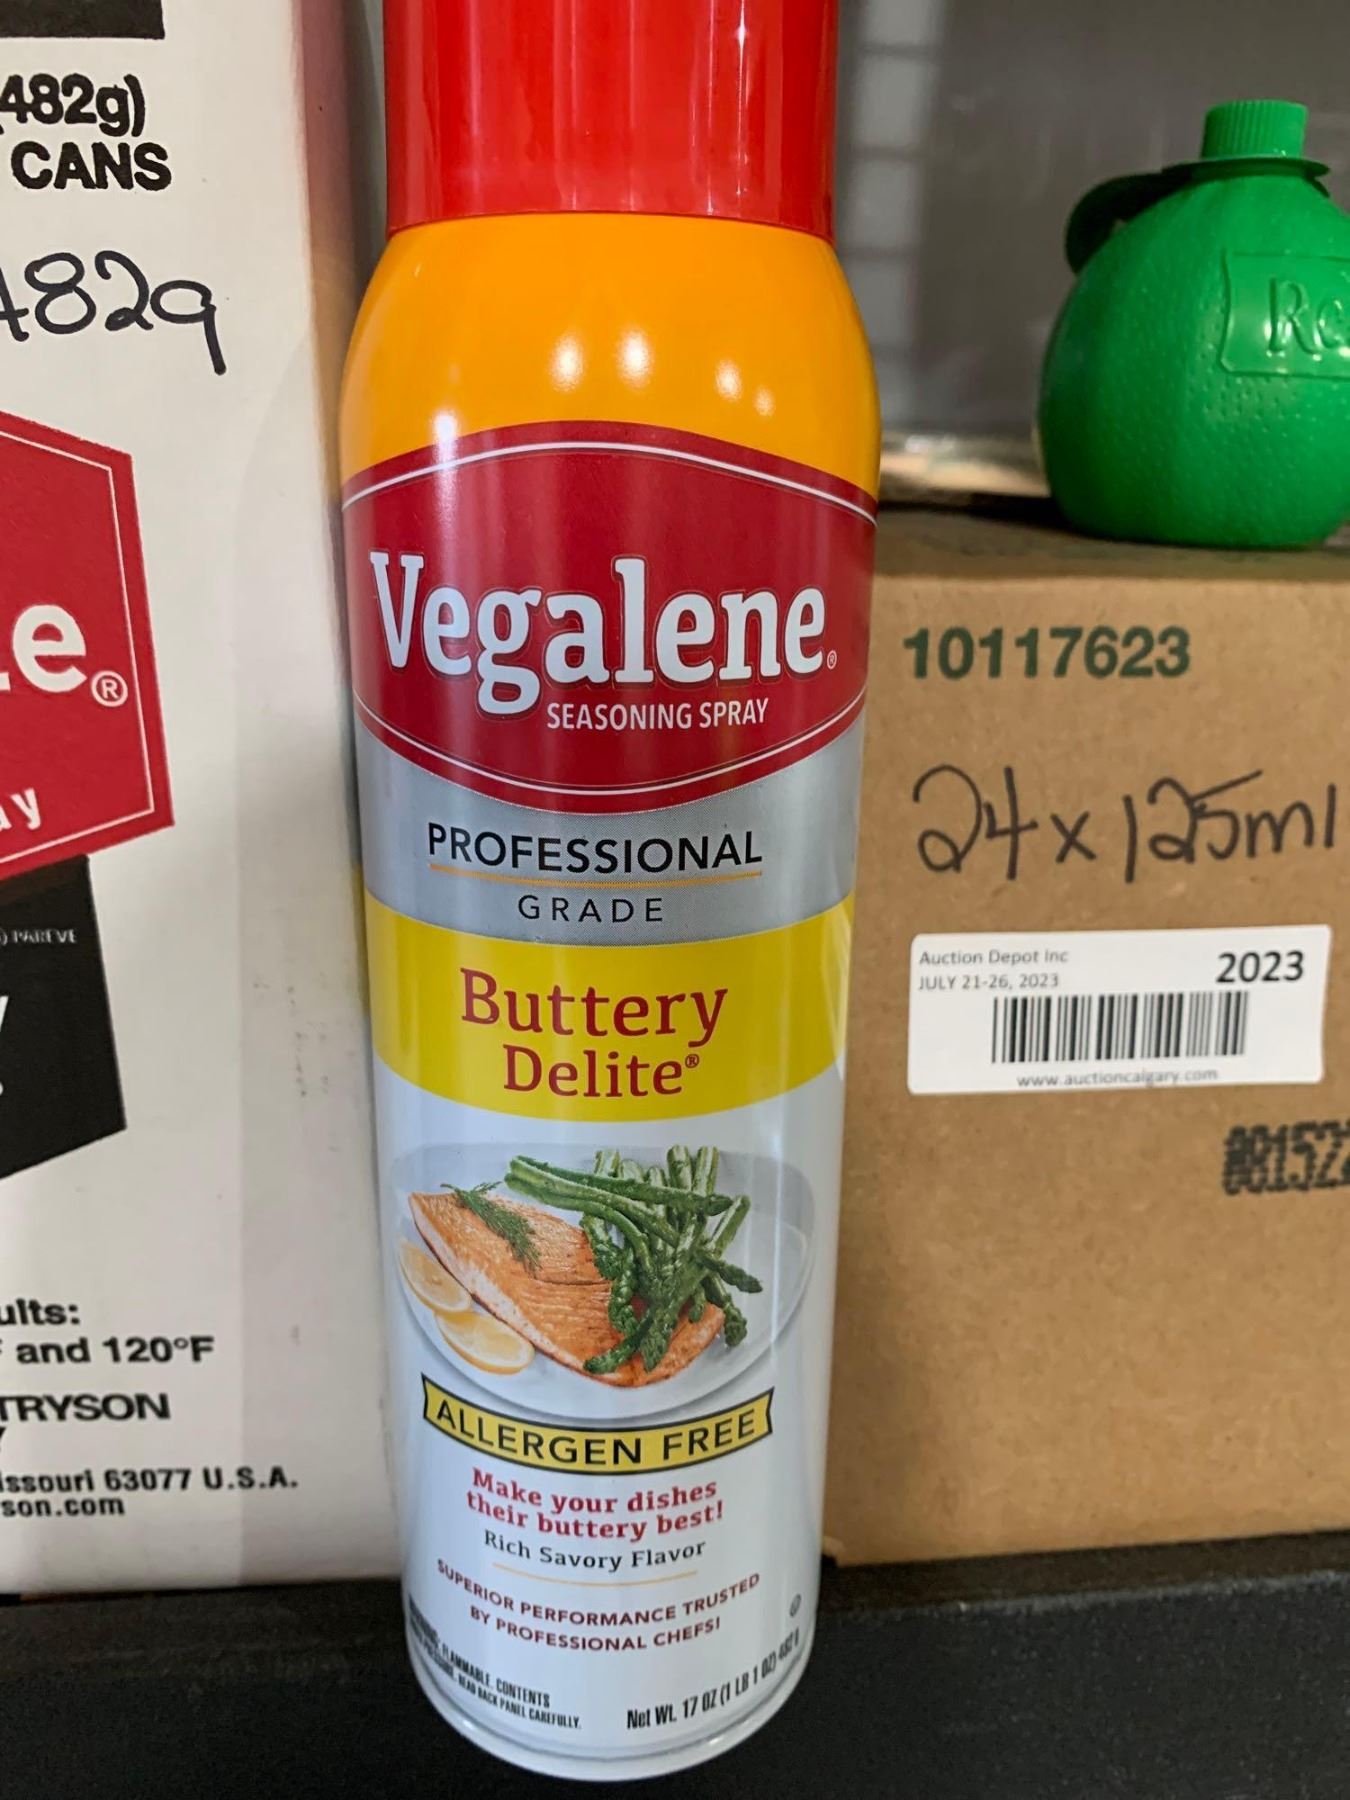 482g)
CANS
482g
le®
ay
PAREVE
ults:
and 120°F
TRYSON
issouri 63077 U.S.A.
son.com
Vegalene®
SEASONING SPRAY
PROFESSIONAL
GRADE
Buttery
Delite®
ALLERGEN FREE
Make your dishes
their buttery best!
Rich Savory Flavor
SUPERIOR PERFORMANCE TRUSTED
BY PROFESSIONAL CHEFS!
FLAMMABLE. CONTENTS
READ BACK PANEL CAREFULLY.
Net Wt. 17 OZ (1 LB 1 OZ) 482 g
Re
10117623
24 x 125ml
Auction Depot Inc
JULY 21-26, 2023
2023
www.auctioncalgary.com